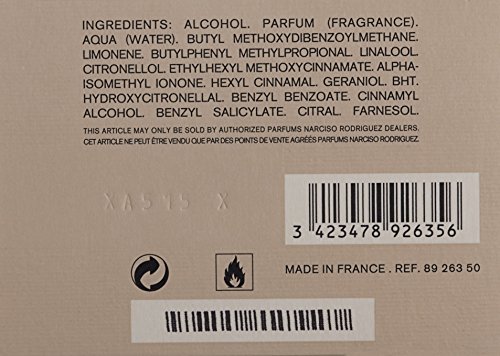 INGREDIENTS: ALCOHOL. PARFUM (FRAGRANCE).
AQUA (WATER). BUTYL METHOXYDIBENZOYLMETHANE.
LIMONENE. BUTYLPHENYL METHYLPROPIONAL. LINALOOL.
CITRONELLOL. ETHYLHEXYL METHOXYCINNAMATE. ALPHA-
ISOMETHYL IONONE. HEXYL CINNAMAL. GERANIOL. BHT.
HYDROXYCITRONELLAL. BENZYL BENZOATE. CINNAMYL
ALCOHOL. BENZYL SALICYLATE. CITRAL. FARNESOL.
THIS ARTICLE MAY ONLY BE SOLD BY AUTHORIZED PARFUMS NARCISO RODRIGUEZ DEALERS.
CET ARTICLE NE PEUT ÊTRE VENDU QUE PAR DES POINTS DE VENTE AGRÉÉS PARFUMS NARCISO RODRIGUEZ.
3 423478 926356
MADE IN FRANCE . REF. 89 263 50